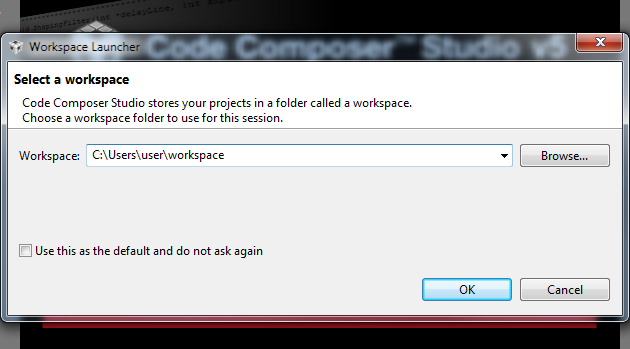 Workspace Launcher
Code Composer™ Studio v5
Select a workspace
Code Composer Studio stores your projects in a folder called a workspace.
Choose a workspace folder to use for this session.
Workspace:
C:\Users\user\workspace
Browse...
Use this as the default and do not ask again
OK
Cancel